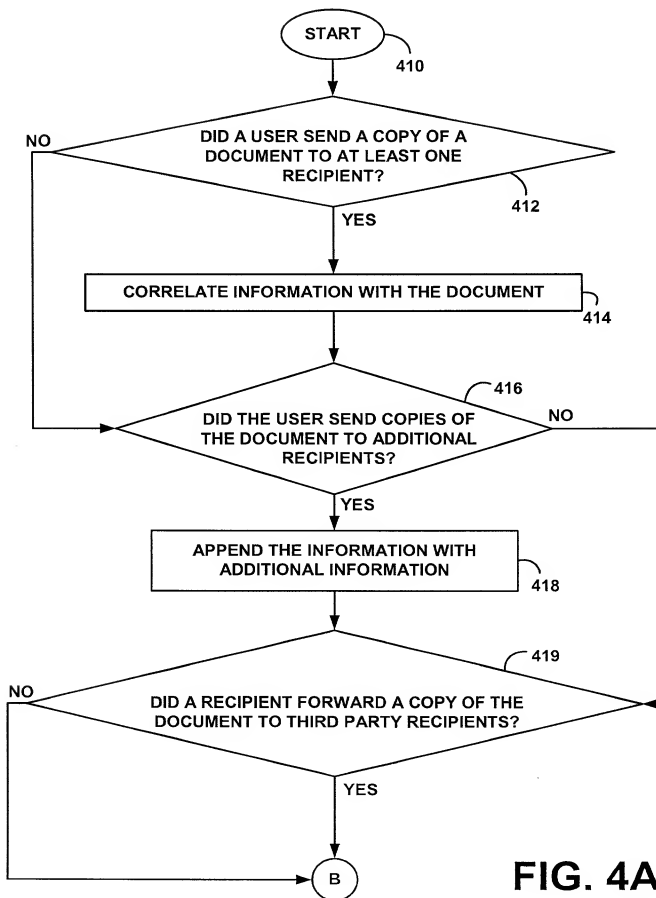 START
410
NO
DID A USER SEND A COPY OF A
DOCUMENT TO AT LEAST ONE
RECIPIENT?
412
YES
CORRELATE INFORMATION WITH THE DOCUMENT
414
416
DID THE USER SEND COPIES OF
THE DOCUMENT TO ADDITIONAL
RECIPIENTS?
NO
YES
APPEND THE INFORMATION WITH
ADDITIONAL INFORMATION
418
419
NO
DID A RECIPIENT FORWARD A COPY OF THE
DOCUMENT TO THIRD PARTY RECIPIENTS?
YES
B
FIG. 4A